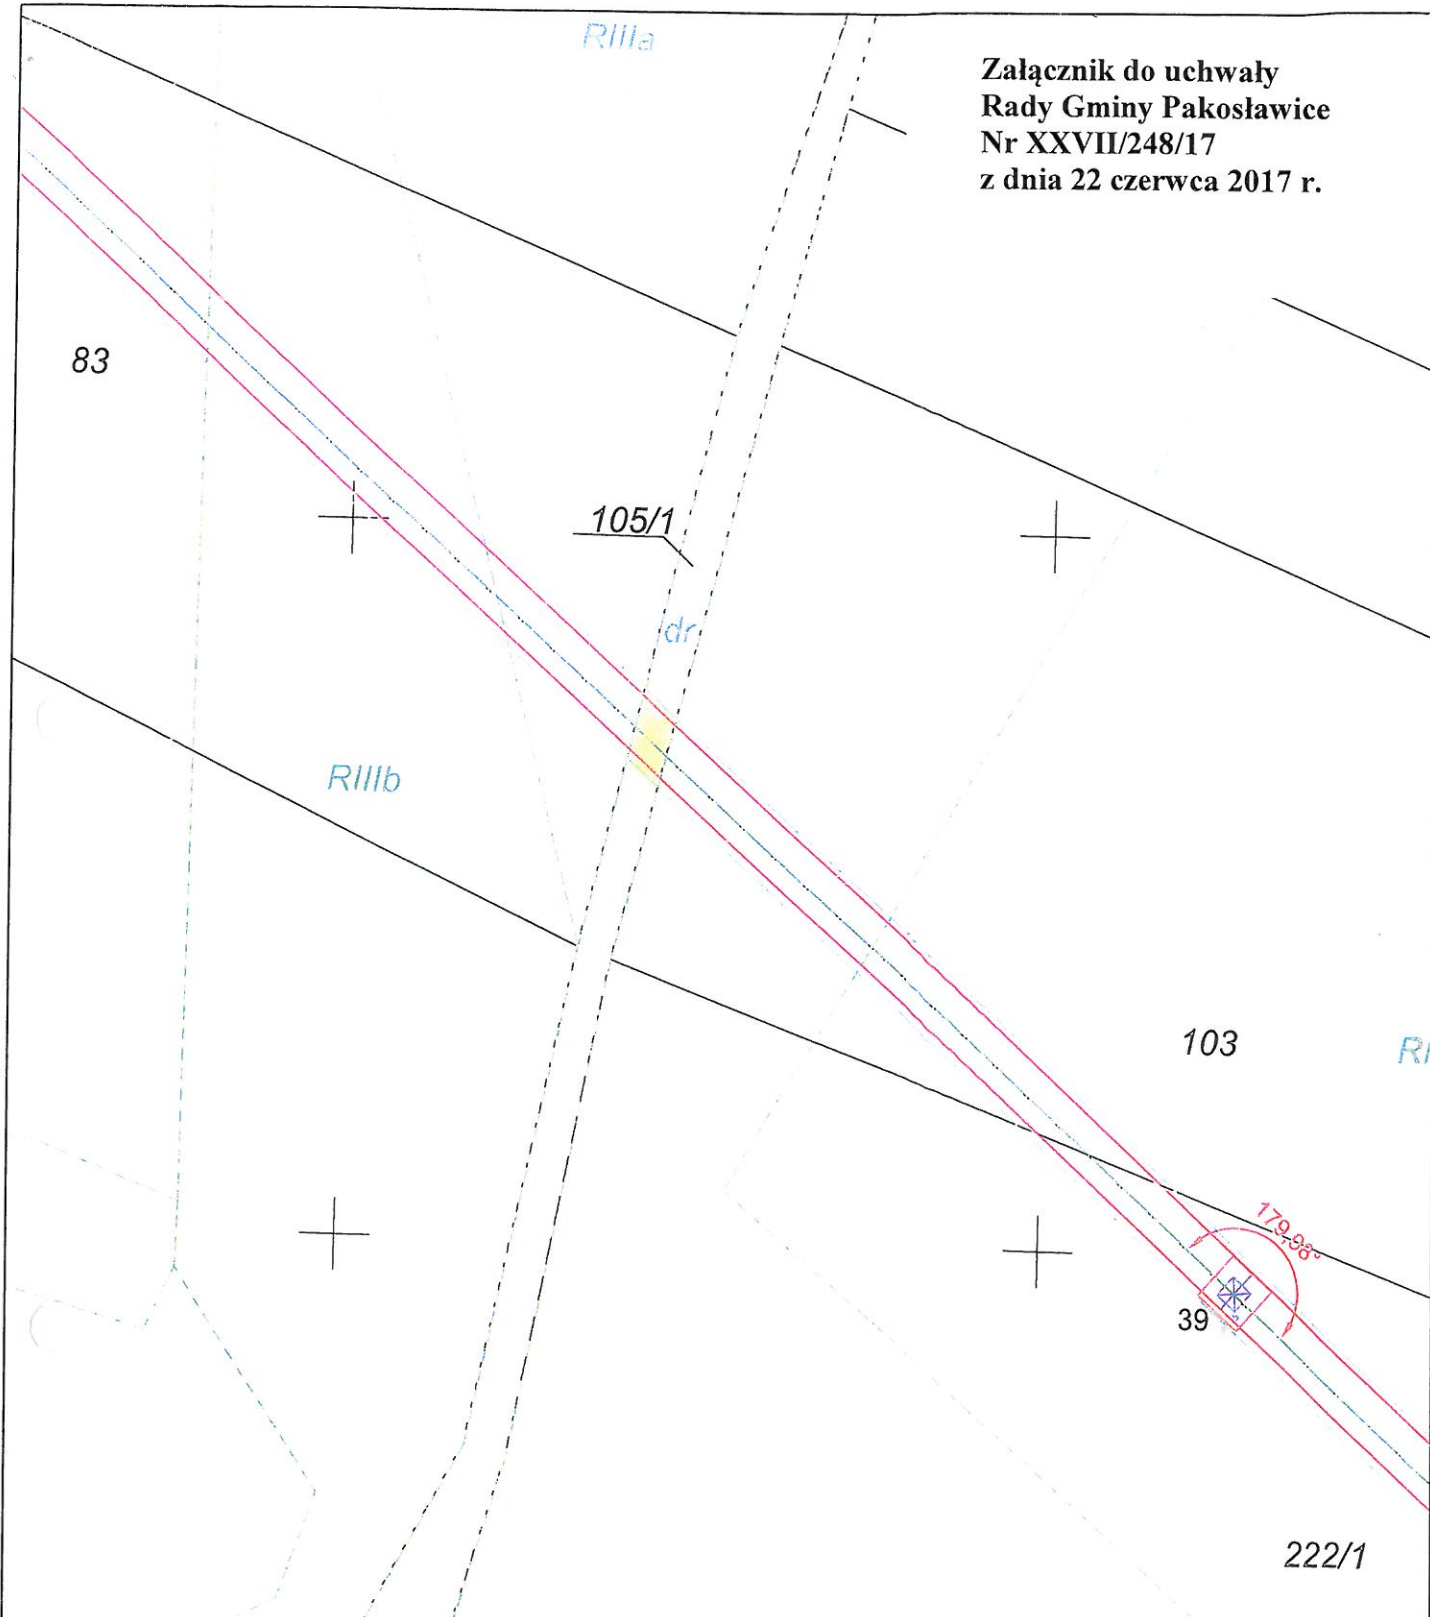 RIIIa
Załącznik do uchwały
Rady Gminy Pakosławice
Nr XXVII/248/17
z dnia 22 czerwca 2017 r.
83
105/1
dr
RIIIb
103
179,98°
39
222/1